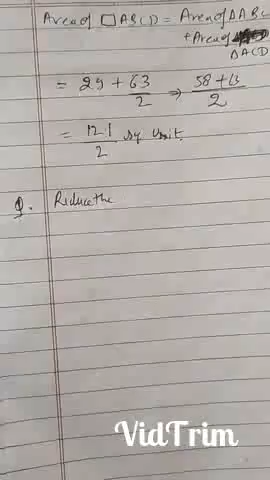 Area of □ABCD = Area of ΔABC
+Area of
ΔACD
= 29 + 63/2 ⇒ 58+63/2
= 121/2 sq unit.
Q. Reduce the
VidTrim